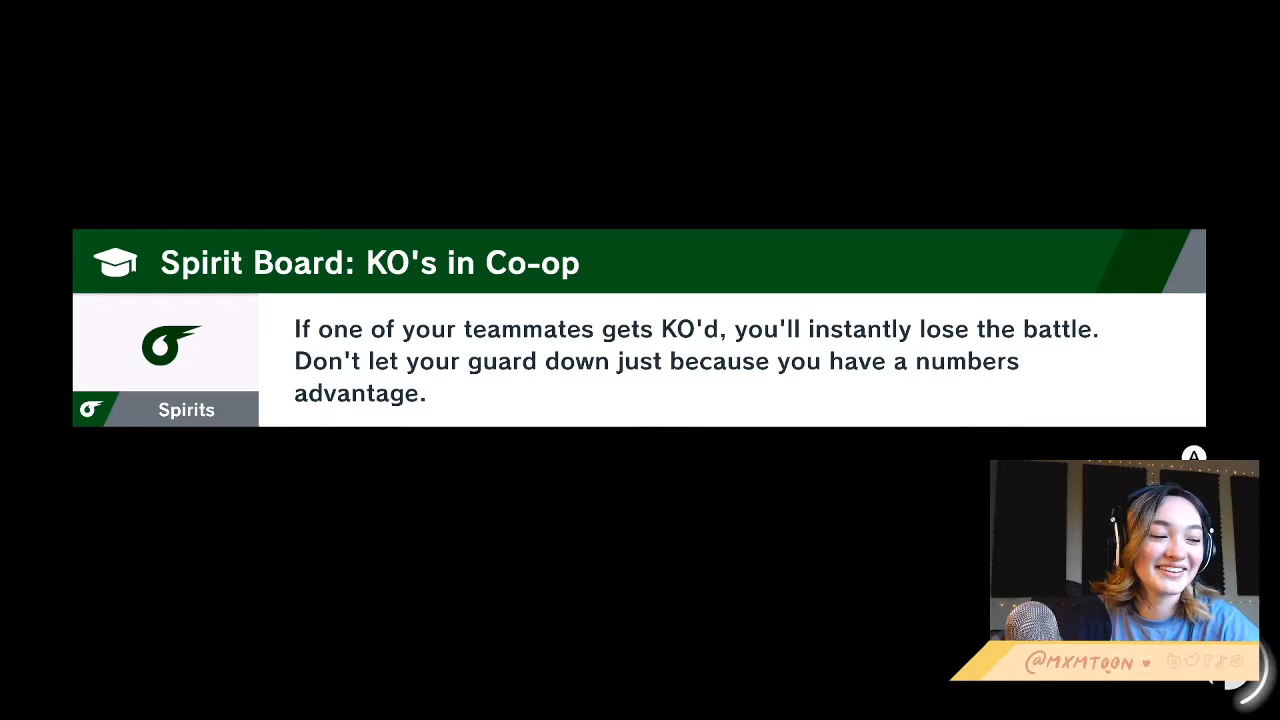 Spirit Board: KO's in Co-op
If one of your teammates gets KO'd, you'll instantly lose the battle.
Don't let your guard down just because you have a numbers
advantage.
Spirits
A
@MXMTOON